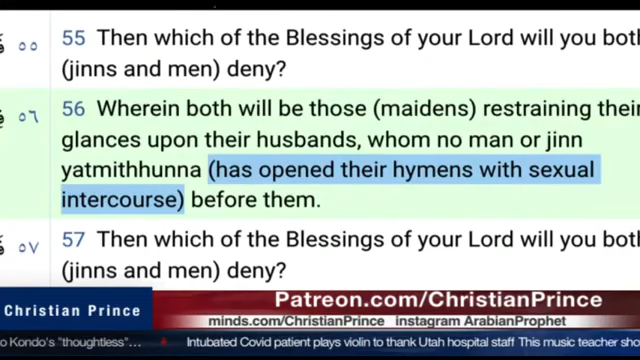 ٥٥ 55 Then which of the Blessings of your Lord will you both
(jinns and men) deny?
٥٦ 56 Wherein both will be those (maidens) restraining their
glances upon their husbands, whom no man or jinn
yatmithhunna (has opened their hymens with sexual
intercourse) before them.
٥٧ 57 Then which of the Blessings of your Lord will you both
(jinns and men) deny?
Christian Prince
Patreon.com/ChristianPrince
minds.com/ChristianPrince instagram ArabianProphet
to Kondo's "thoughtless"... Intubated Covid patient plays violin to thank Utah hospital staff This music teacher sho